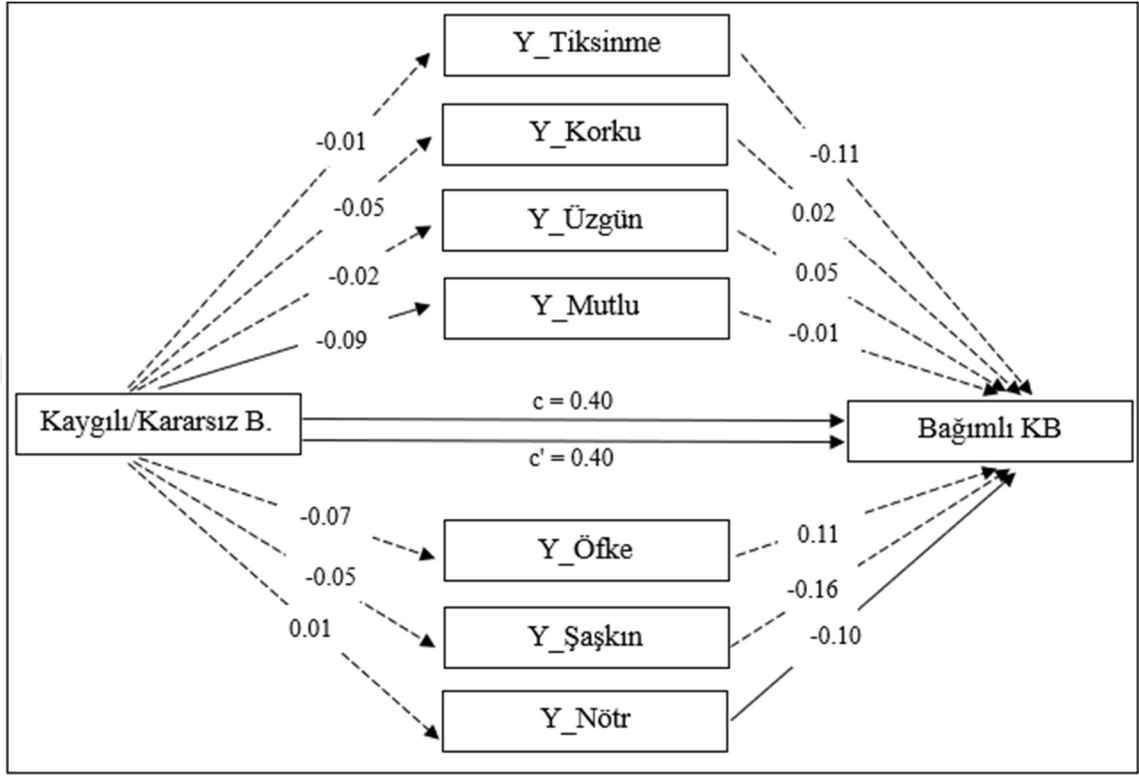 Y_Tiksinme
-0.01
-0.11
Y_Korku
-0.05
0.02
Y_Üzgün
-0.02
0.05
Y_Mutlu
-0.09
-0.01
Kaygılı/Kararsız B.
c = 0.40
c' = 0.40
Bağımlı KB
-0.07
Y_Öfke
0.11
-0.05
Y_Şaşkın
-0.16
0.01
Y_Nötr
-0.10